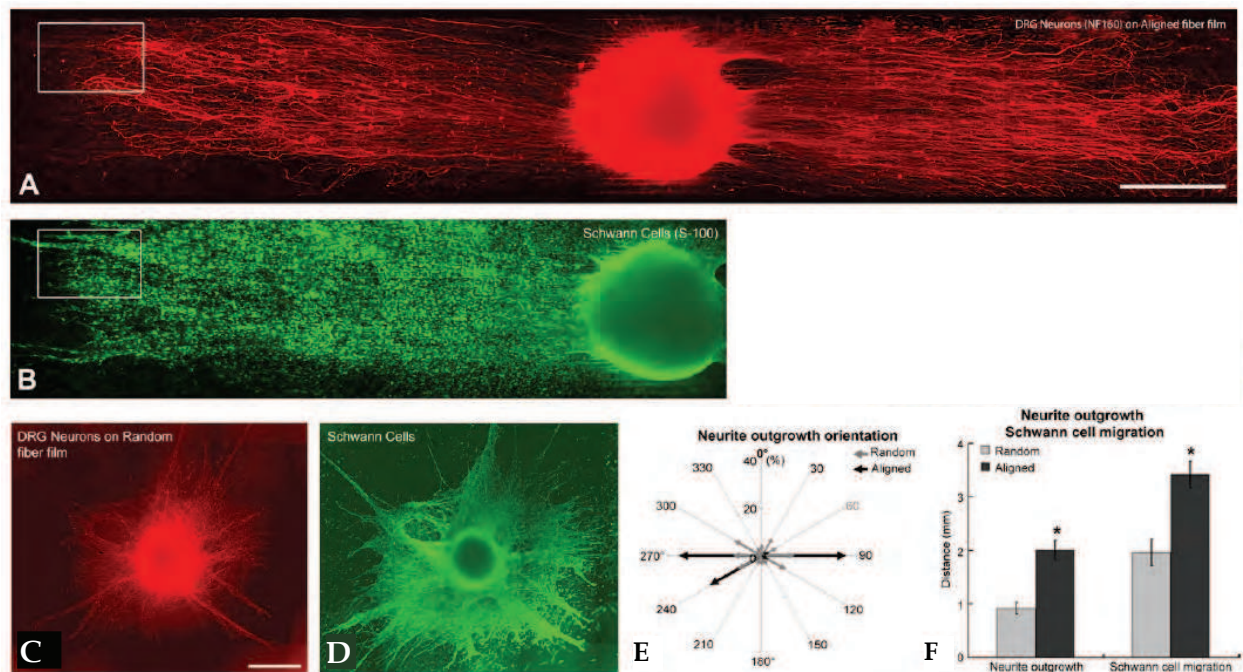 DRG Neurons (NF160) on Aligned fiber film
A
Schwann Cells (S-100)
B
DRG Neurons on Random
fiber film
C
Schwann Cells
D
Neurite outgrowth orientation
0°
40 (%)
Random
Aligned
330
30
300
60
20
270°
0
90
240
120
210
150
180°
E
Neurite outgrowth
Schwann cell migration
Random
Aligned
Distance (mm)
4
3
2
1
0
*
*
Neurite outgrowth
Schwann cell migration
F